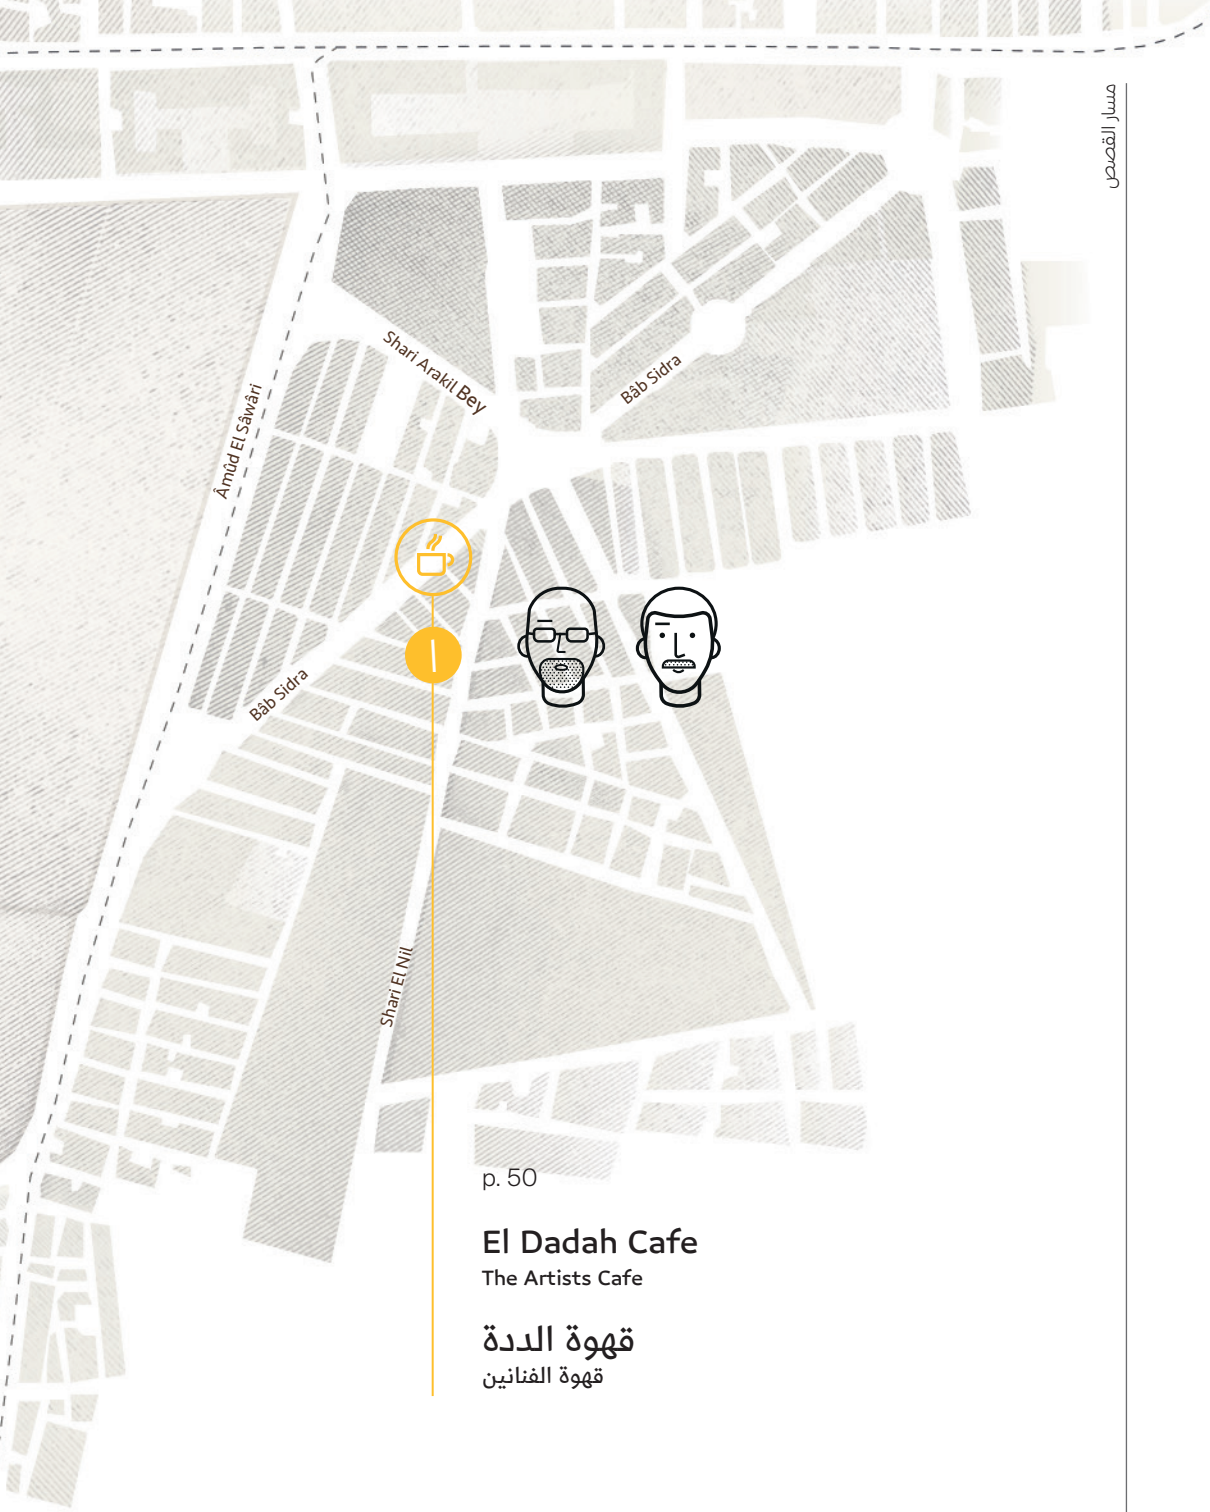 مسار القصص
Shari Arakil Bey
Bâb Sidra
Âmûd El Sâwâri
Bâb Sidra
Shari El Nil
p. 50
El Dadah Cafe
The Artists Cafe
قهوة الددة
قهوة الفنانين